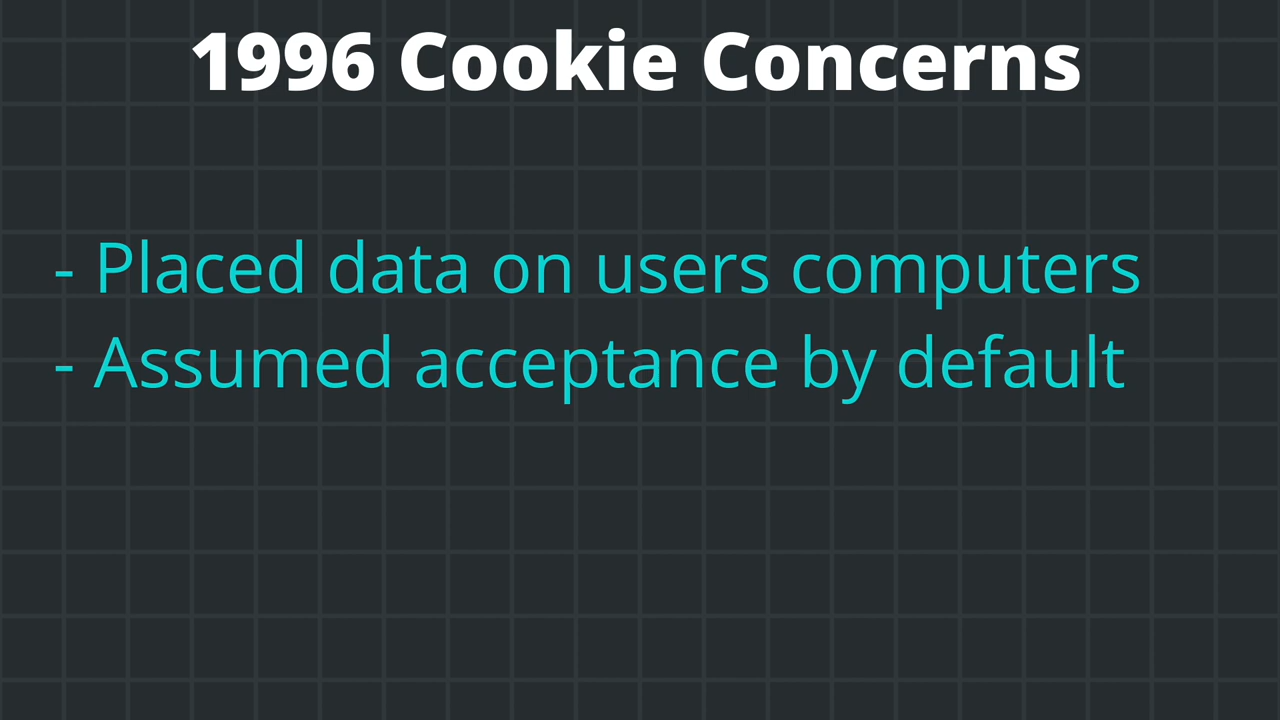 1996 Cookie Concerns
- Placed data on users computers
- Assumed acceptance by default